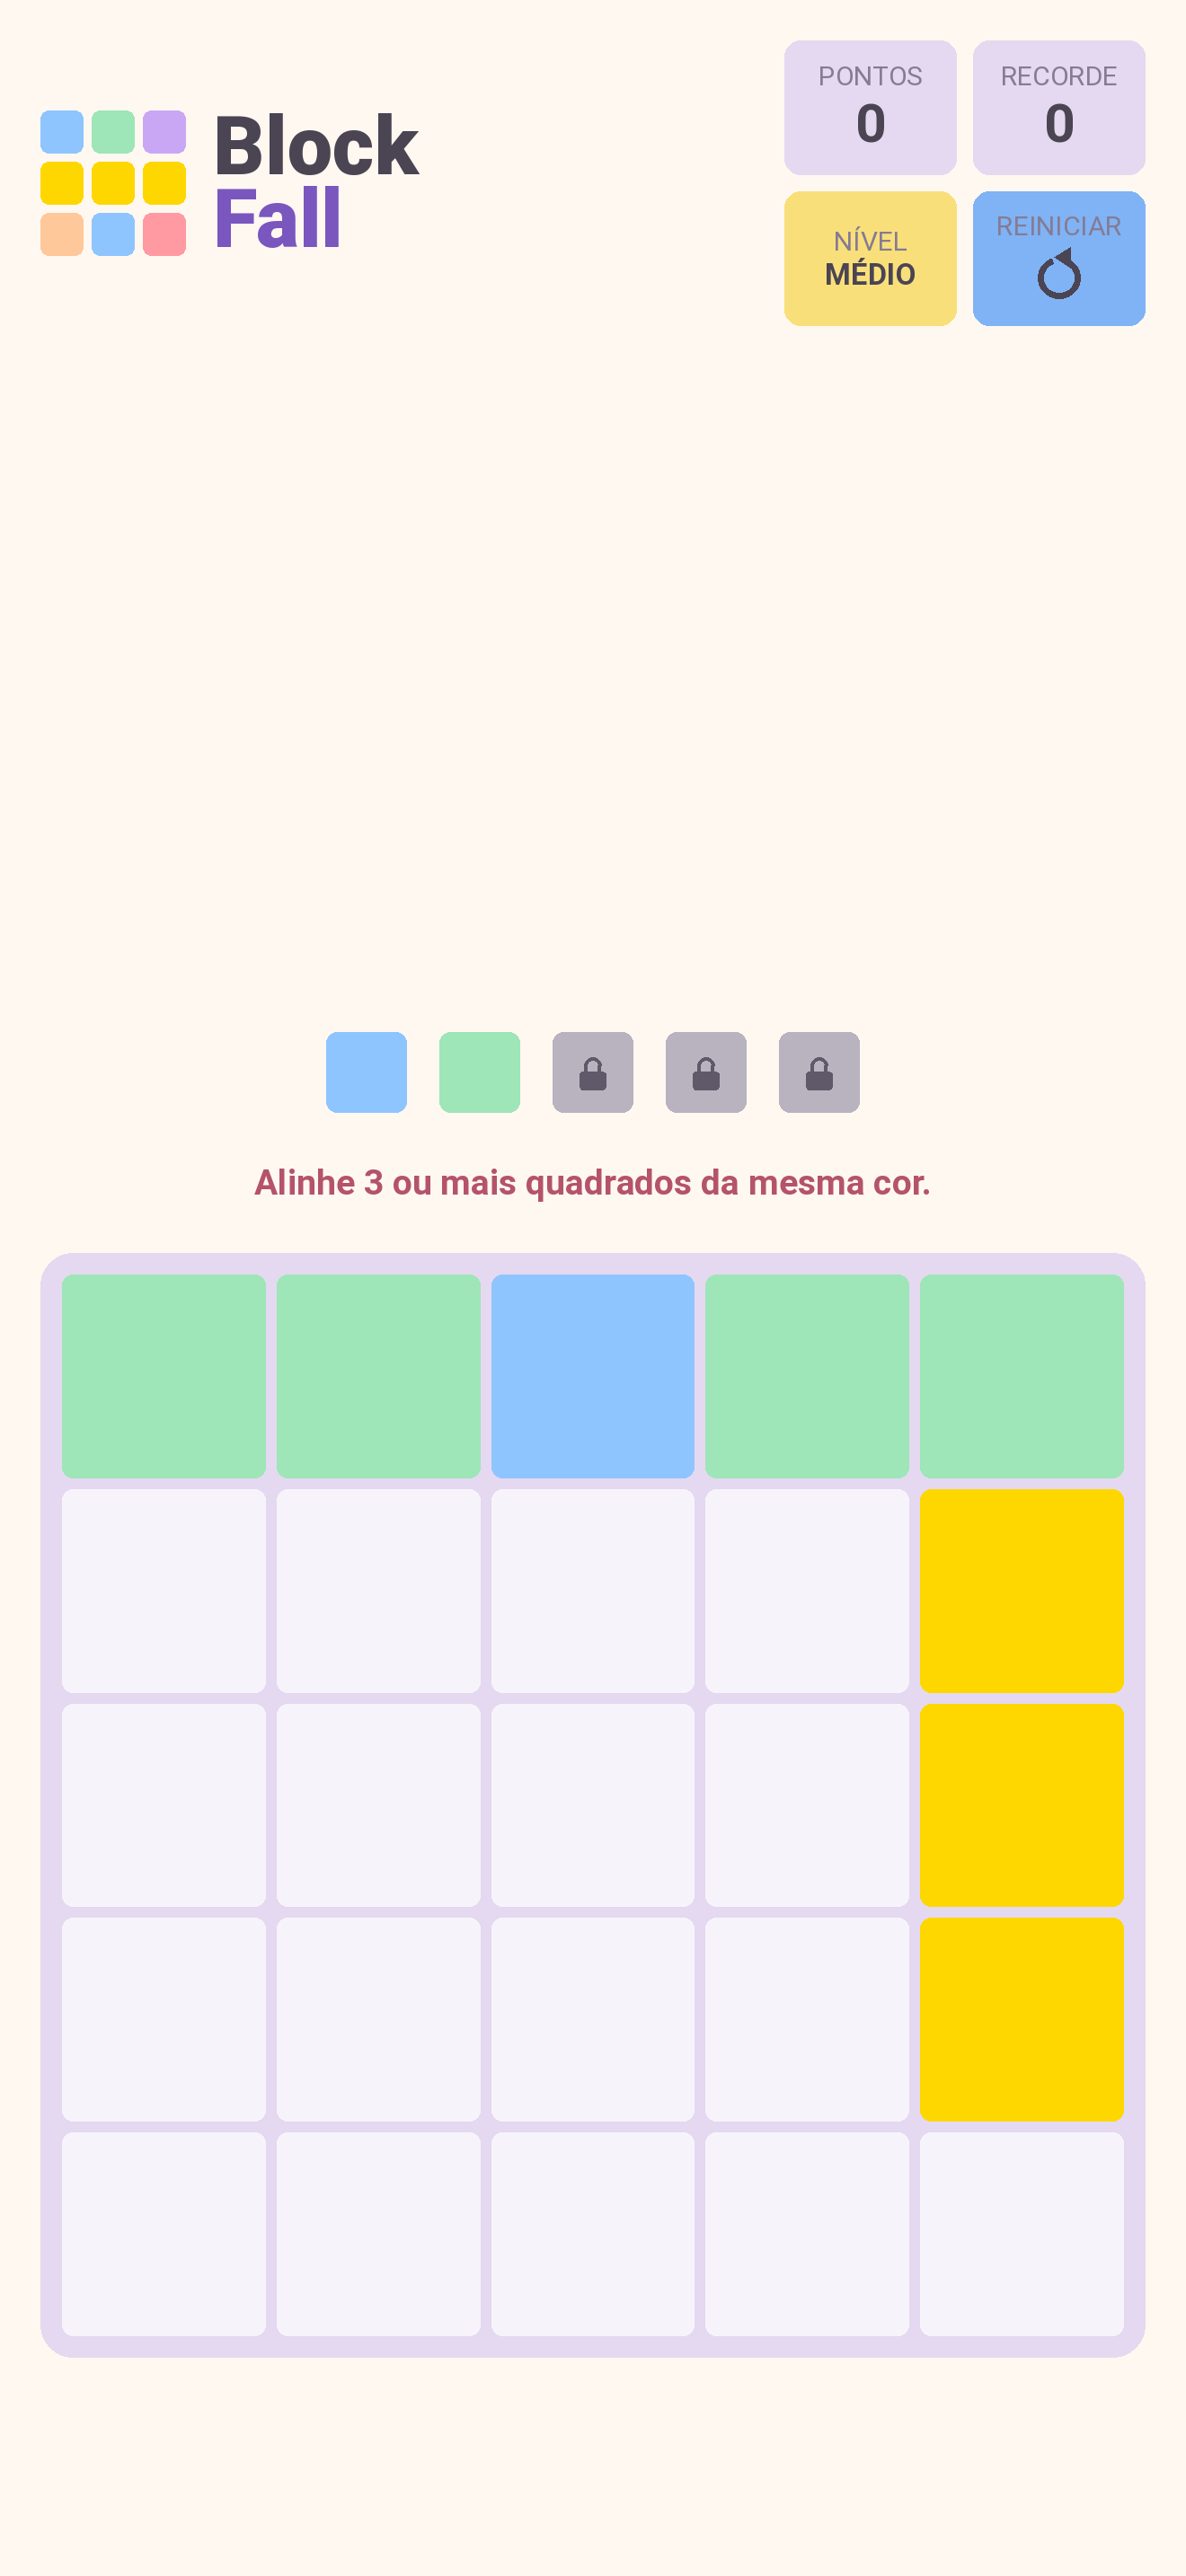 Block
Fall
PONTOS
0
RECORDE
0
NÍVEL
MÉDIO
REINICIAR
Alinhe 3 ou mais quadrados da mesma cor.